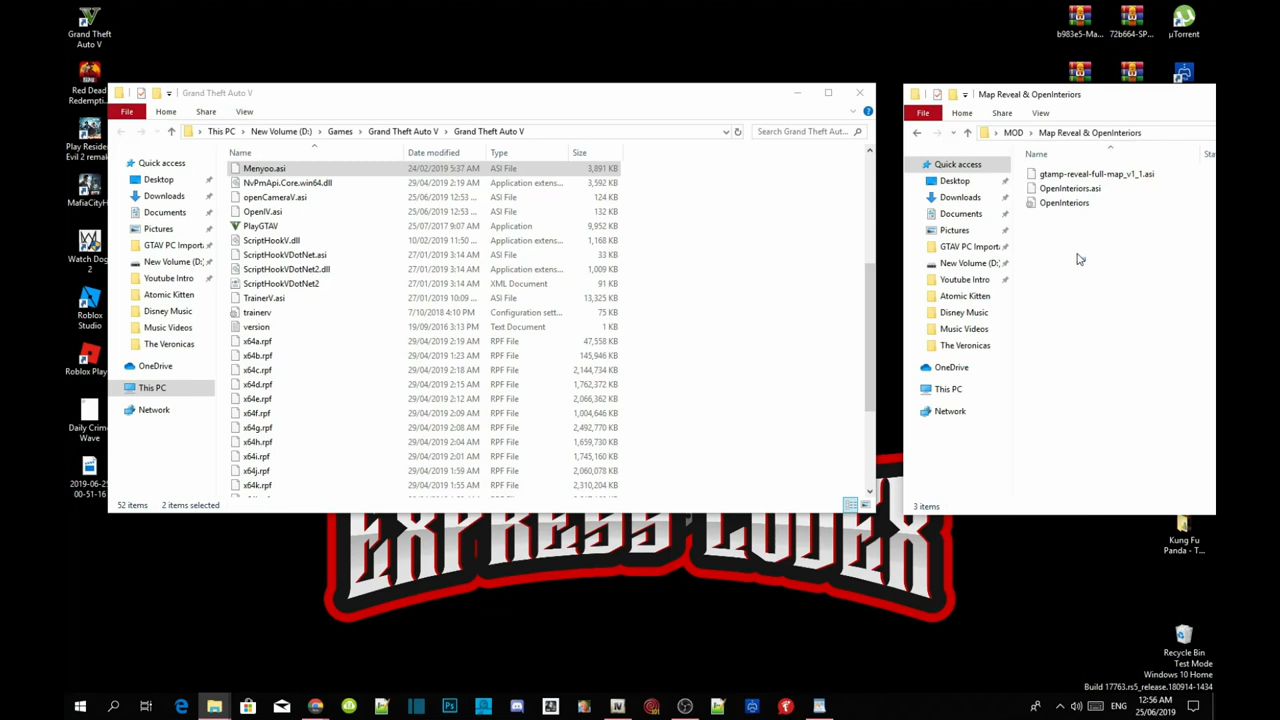 Grand Theft
Auto V
Red Dead
Redempti...
Play Resident
Evil 2 remak
MafiaCityH
Watch Dog
2
Roblox
Studio
Roblox Play
Daily Crime
Wave
2019-06-25
00-51-16
b983e5-Ma...
72b664-SP...
µTorrent
Grand Theft Auto V
File Home Share View
This PC > New Volume (D:) > Games > Grand Theft Auto V > Grand Theft Auto V
Search Grand Theft Aut...
Quick access
Desktop
Downloads
Documents
Pictures
GTAV PC Import
New Volume (D:)
Youtube Intro
Atomic Kitten
Disney Music
Music Videos
The Veronicas
OneDrive
This PC
Network
Name Date modified Type Size
Menyoo.asi 24/02/2019 5:37 AM ASI File 3,891 KB
NvPmApi.Core.win64.dll 29/04/2019 2:19 AM Application extens... 3,592 KB
openCameraV.asi 25/06/2019 12:53 ... ASI File 124 KB
OpenIV.asi 25/06/2019 12:53 ... ASI File 132 KB
PlayGTAV 25/07/2017 9:07 AM Application 9,952 KB
ScriptHookV.dll 10/02/2019 11:50 ... Application extens... 1,168 KB
ScriptHookVDotNet.asi 27/01/2019 3:14 AM ASI File 33 KB
ScriptHookVDotNet2.dll 27/01/2019 3:14 AM Application extens... 1,009 KB
ScriptHookVDotNet2 27/01/2019 3:14 AM XML Document 91 KB
TrainerV.asi 27/01/2019 10:09 ... ASI File 13,325 KB
trainerv 7/10/2018 4:10 PM Configuration sett... 75 KB
version 19/09/2016 3:13 PM Text Document 1 KB
x64a.rpf 29/04/2019 2:19 AM RPF File 47,558 KB
x64b.rpf 29/04/2019 1:23 AM RPF File 145,946 KB
x64c.rpf 29/04/2019 2:18 AM RPF File 2,144,734 KB
x64d.rpf 29/04/2019 2:15 AM RPF File 1,762,372 KB
x64e.rpf 29/04/2019 2:12 AM RPF File 2,066,362 KB
x64f.rpf 29/04/2019 2:09 AM RPF File 1,004,646 KB
x64g.rpf 29/04/2019 2:08 AM RPF File 2,492,770 KB
x64h.rpf 29/04/2019 2:04 AM RPF File 1,659,730 KB
x64i.rpf 29/04/2019 2:01 AM RPF File 1,745,160 KB
x64j.rpf 29/04/2019 1:59 AM RPF File 2,060,078 KB
x64k.rpf 29/04/2019 1:55 AM RPF File 2,310,204 KB
52 items 2 items selected
Map Reveal & OpenInteriors
File Home Share View
MOD > Map Reveal & OpenInteriors
Quick access
Desktop
Downloads
Documents
Pictures
GTAV PC Import
New Volume (D:)
Youtube Intro
Atomic Kitten
Disney Music
Music Videos
The Veronicas
OneDrive
This PC
Network
Name Sta
gtamp-reveal-full-map_v1_1.asi
OpenInteriors.asi
OpenInteriors
3 items
EXPRESS
Kung Fu
Panda - T...
Recycle Bin
Test Mode
Windows 10 Home
Build 17763.rs5_release.180914-1434
ENG
12:56 AM
25/06/2019